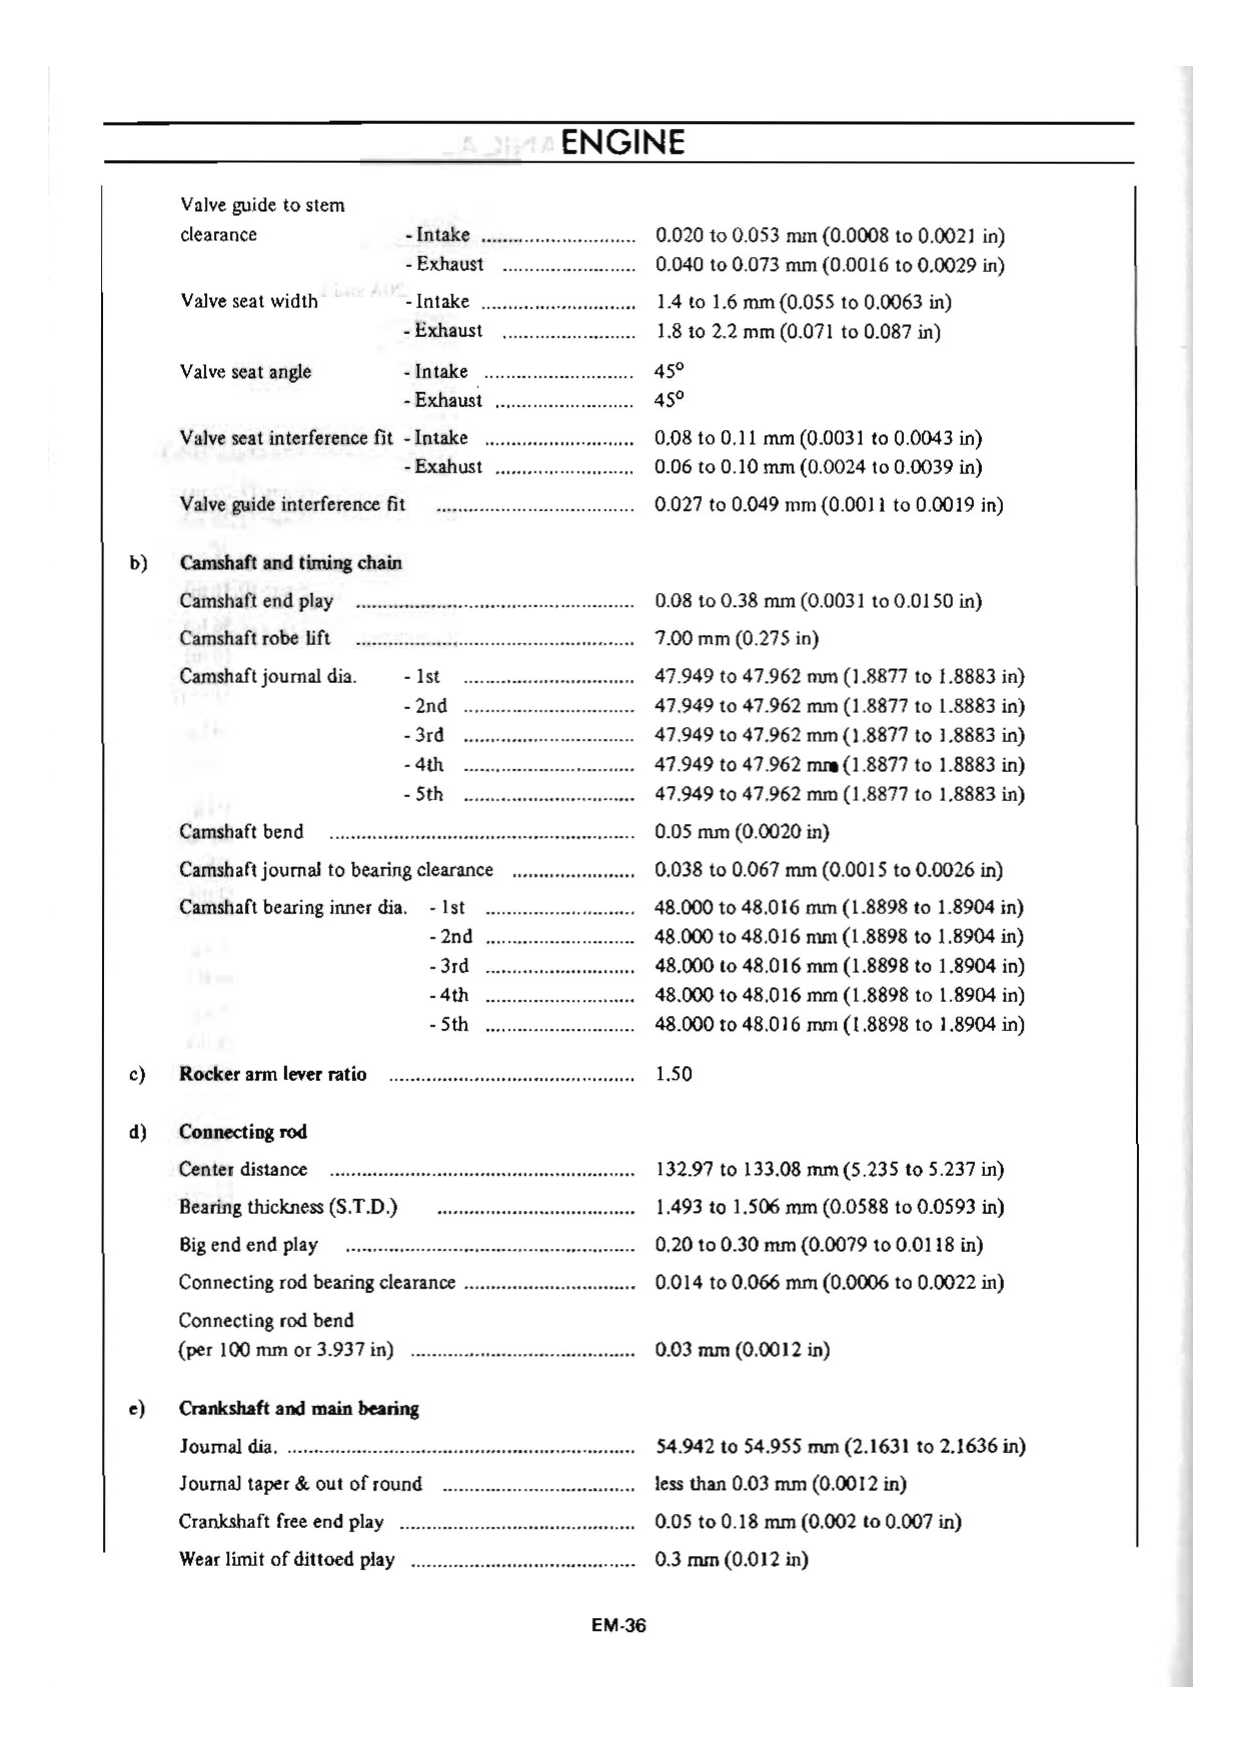 ENGINE
Valve guide to stem
clearance - Intake ............................. 0.020 to 0.053 mm (0.0008 to 0.0021 in)
- Exhaust ......................... 0.040 to 0.073 mm (0.0016 to 0.0029 in)
Valve seat width - Intake ............................. 1.4 to 1.6 mm (0.055 to 0.0063 in)
- Exhaust ......................... 1.8 to 2.2 mm (0.071 to 0.087 in)
Valve seat angle - Intake ............................ 45°
- Exhaust .......................... 45°
Valve seat interference fit - Intake ............................ 0.08 to 0.11 mm (0.0031 to 0.0043 in)
- Exahust .......................... 0.06 to 0.10 mm (0.0024 to 0.0039 in)
Valve guide interference fit ..................................... 0.027 to 0.049 mm (0.0011 to 0.0019 in)
b) Camshaft and timing chain
Camshaft end play .................................................... 0.08 to 0.38 mm (0.0031 to 0.0150 in)
Camshaft robe lift .................................................... 7.00 mm (0.275 in)
Camshaft journal dia. - 1st ................................ 47.949 to 47.962 mm (1.8877 to 1.8883 in)
- 2nd ................................ 47.949 to 47.962 mm (1.8877 to 1.8883 in)
- 3rd ................................ 47.949 to 47.962 mm (1.8877 to 1.8883 in)
- 4th ................................ 47.949 to 47.962 mm (1.8877 to 1.8883 in)
- 5th ................................ 47.949 to 47.962 mm (1.8877 to 1.8883 in)
Camshaft bend ......................................................... 0.05 mm (0.0020 in)
Camshaft journal to bearing clearance ....................... 0.038 to 0.067 mm (0.0015 to 0.0026 in)
Camshaft bearing inner dia. - 1st ............................ 48.000 to 48.016 mm (1.8898 to 1.8904 in)
- 2nd ............................ 48.000 to 48.016 mm (1.8898 to 1.8904 in)
- 3rd ............................ 48.000 to 48.016 mm (1.8898 to 1.8904 in)
- 4th ............................ 48.000 to 48.016 mm (1.8898 to 1.8904 in)
- 5th ............................ 48.000 to 48.016 mm (1.8898 to 1.8904 in)
c) Rocker arm lever ratio .............................................. 1.50
d) Connecting rod
Center distance ......................................................... 132.97 to 133.08 mm (5.235 to 5.237 in)
Bearing thickness (S.T.D.) ..................................... 1.493 to 1.506 mm (0.0588 to 0.0593 in)
Big end end play ...................................................... 0.20 to 0.30 mm (0.0079 to 0.0118 in)
Connecting rod bearing clearance ................................ 0.014 to 0.066 mm (0.0006 to 0.0022 in)
Connecting rod bend
(per 100 mm or 3.937 in) .......................................... 0.03 mm (0.0012 in)
e) Crankshaft and main bearing
Journal dia. ................................................................. 54.942 to 54.955 mm (2.1631 to 2.1636 in)
Journal taper & out of round .................................... less than 0.03 mm (0.0012 in)
Crankshaft free end play ............................................ 0.05 to 0.18 mm (0.002 to 0.007 in)
Wear limit of dittoed play .......................................... 0.3 mm (0.012 in)
EM-36